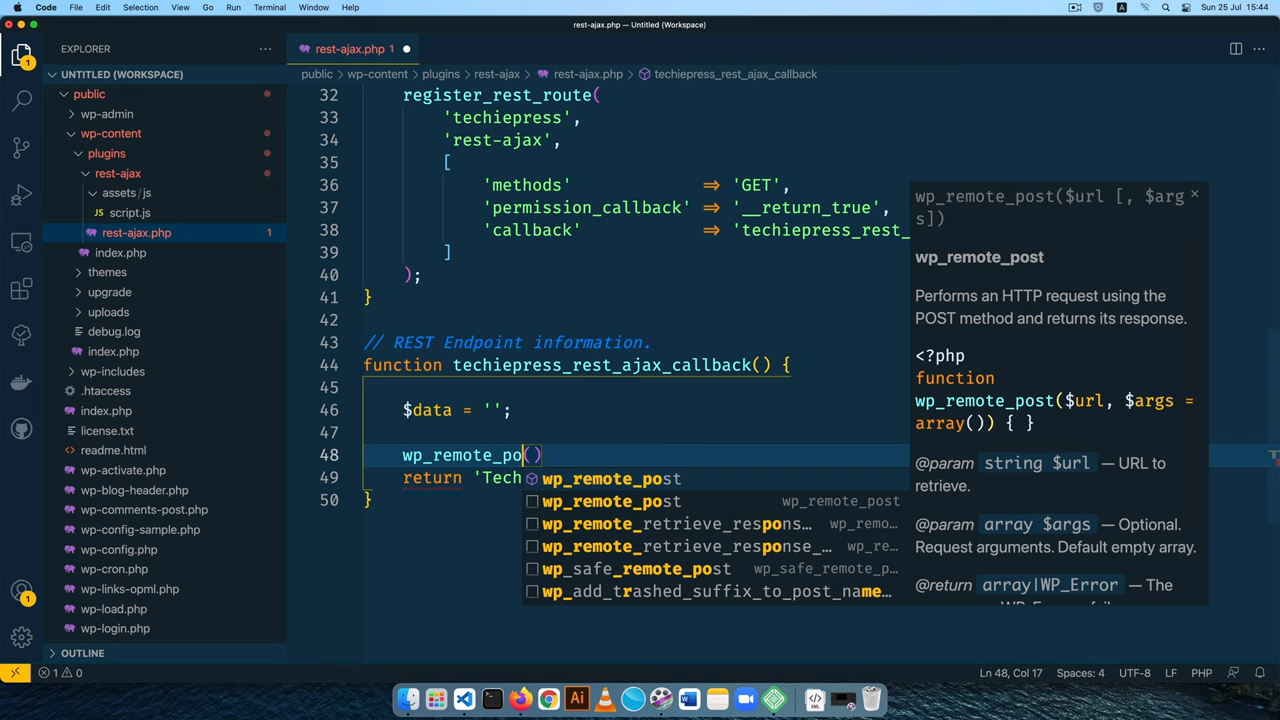 Code File Edit Selection View Go Run Terminal Window Help A Sun 25 Jul 15:44
rest-ajax.php — Untitled (Workspace)
EXPLORER
rest-ajax.php 1
UNTITLED (WORKSPACE)
public > wp-content > plugins > rest-ajax > rest-ajax.php > techiepress_rest_ajax_callback
public
wp-admin
wp-content
plugins
rest-ajax
assets/js
JS script.js
rest-ajax.php 1
index.php
themes
upgrade
uploads
debug.log
index.php
wp-includes
.htaccess
index.php
license.txt
readme.html
wp-activate.php
wp-blog-header.php
wp-comments-post.php
wp-config-sample.php
wp-config.php
wp-cron.php
wp-links-opml.php
wp-load.php
wp-login.php
OUTLINE
1
1
32 register_rest_route(
33 'techiepress',
34 'rest-ajax',
35 [
36 'methods' => 'GET',
37 'permission_callback' => '__return_true',
38 'callback' => 'techiepress_rest_
39 ]
40 );
41 }
42
43 // REST Endpoint information.
44 function techiepress_rest_ajax_callback() {
45
46 $data = '';
47
48 wp_remote_po()
49 return 'Tech
50 }
wp_remote_post
wp_remote_post wp_remote_post
wp_remote_retrieve_respons… wp_remo…
wp_remote_retrieve_response_… wp_re…
wp_safe_remote_post wp_safe_remote_p…
wp_add_trashed_suffix_to_post_name…
wp_remote_post($url [, $arg
s])
wp_remote_post
Performs an HTTP request using the
POST method and returns its response.
<?php
function
wp_remote_post($url, $args =
array()) { }
@param string $url — URL to
retrieve.
@param array $args — Optional.
Request arguments. Default empty array.
@return array|WP_Error — The
1 0 Ln 48, Col 17 Spaces: 4 UTF-8 LF PHP
Ai
XML